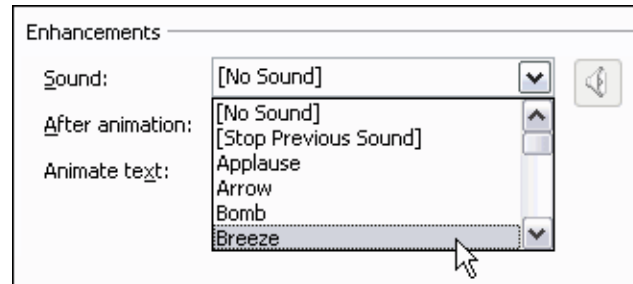 Enhancements
Sound: [No Sound]
[No Sound]
After animation: [Stop Previous Sound]
Applause
Animate text: Arrow
Bomb
Breeze